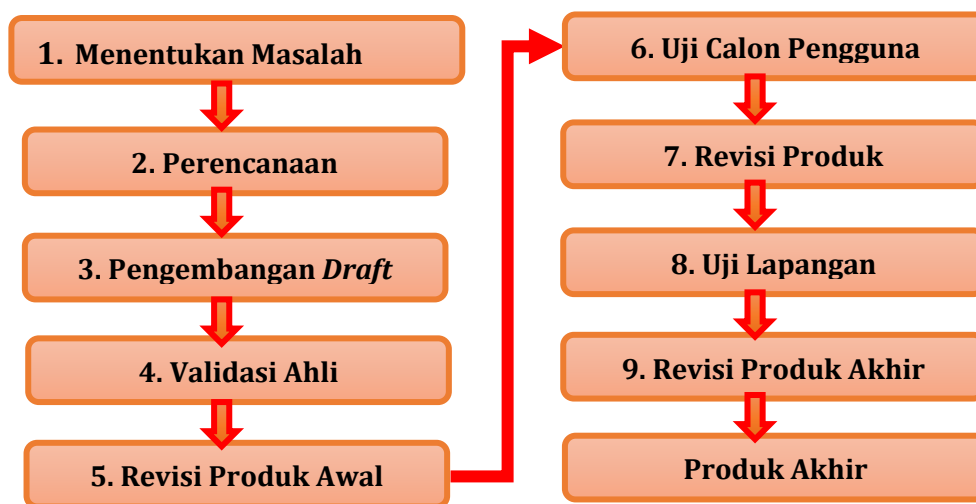 1. Menentukan Masalah
2. Perencanaan
3. Pengembangan Draft
4. Validasi Ahli
5. Revisi Produk Awal
6. Uji Calon Pengguna
7. Revisi Produk
8. Uji Lapangan
9. Revisi Produk Akhir
Produk Akhir